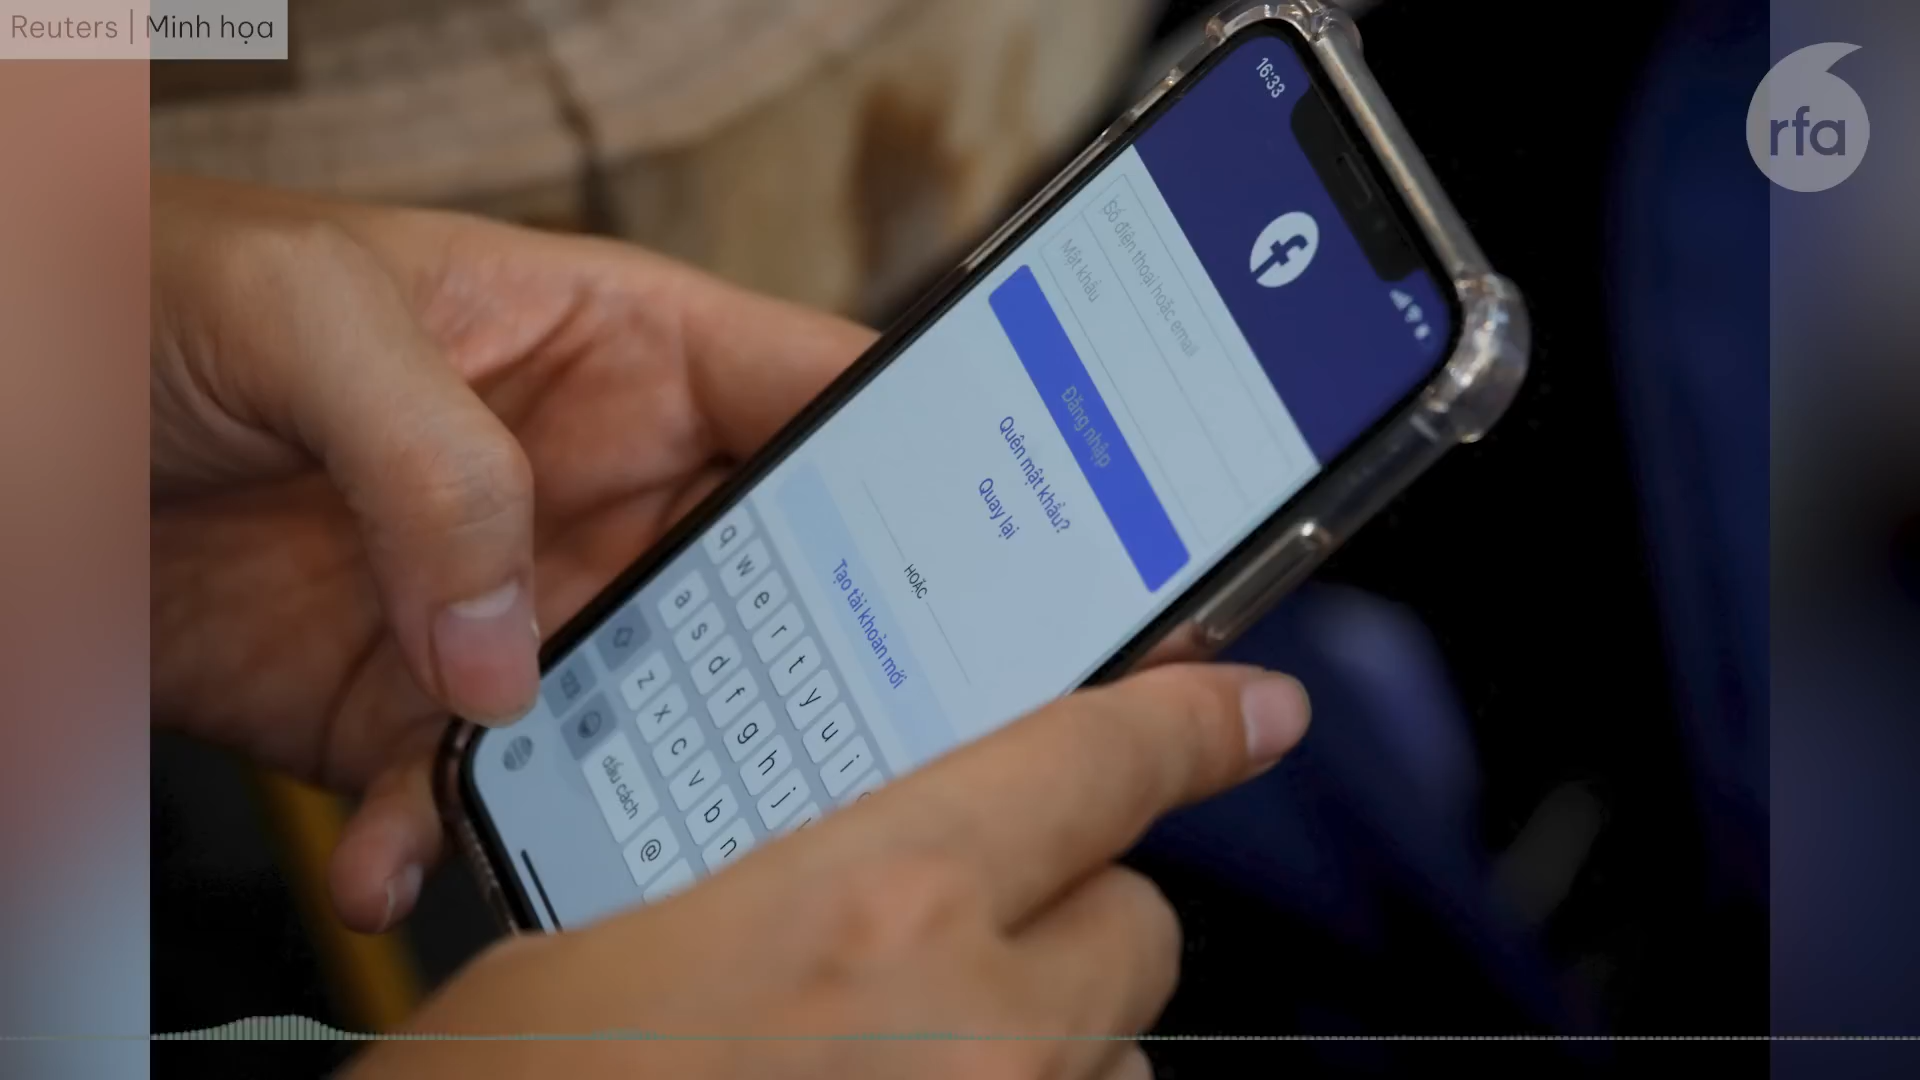 Reuters | Minh họa
rfa
16:33
f
Số điện thoại hoặc email
Mật khẩu
Đăng nhập
Quên mật khẩu?
Quay lại
HOẶC
Tạo tài khoản mới
q w e r t y u i
a s d f g h j
z x c v b n
123
dấu cách @